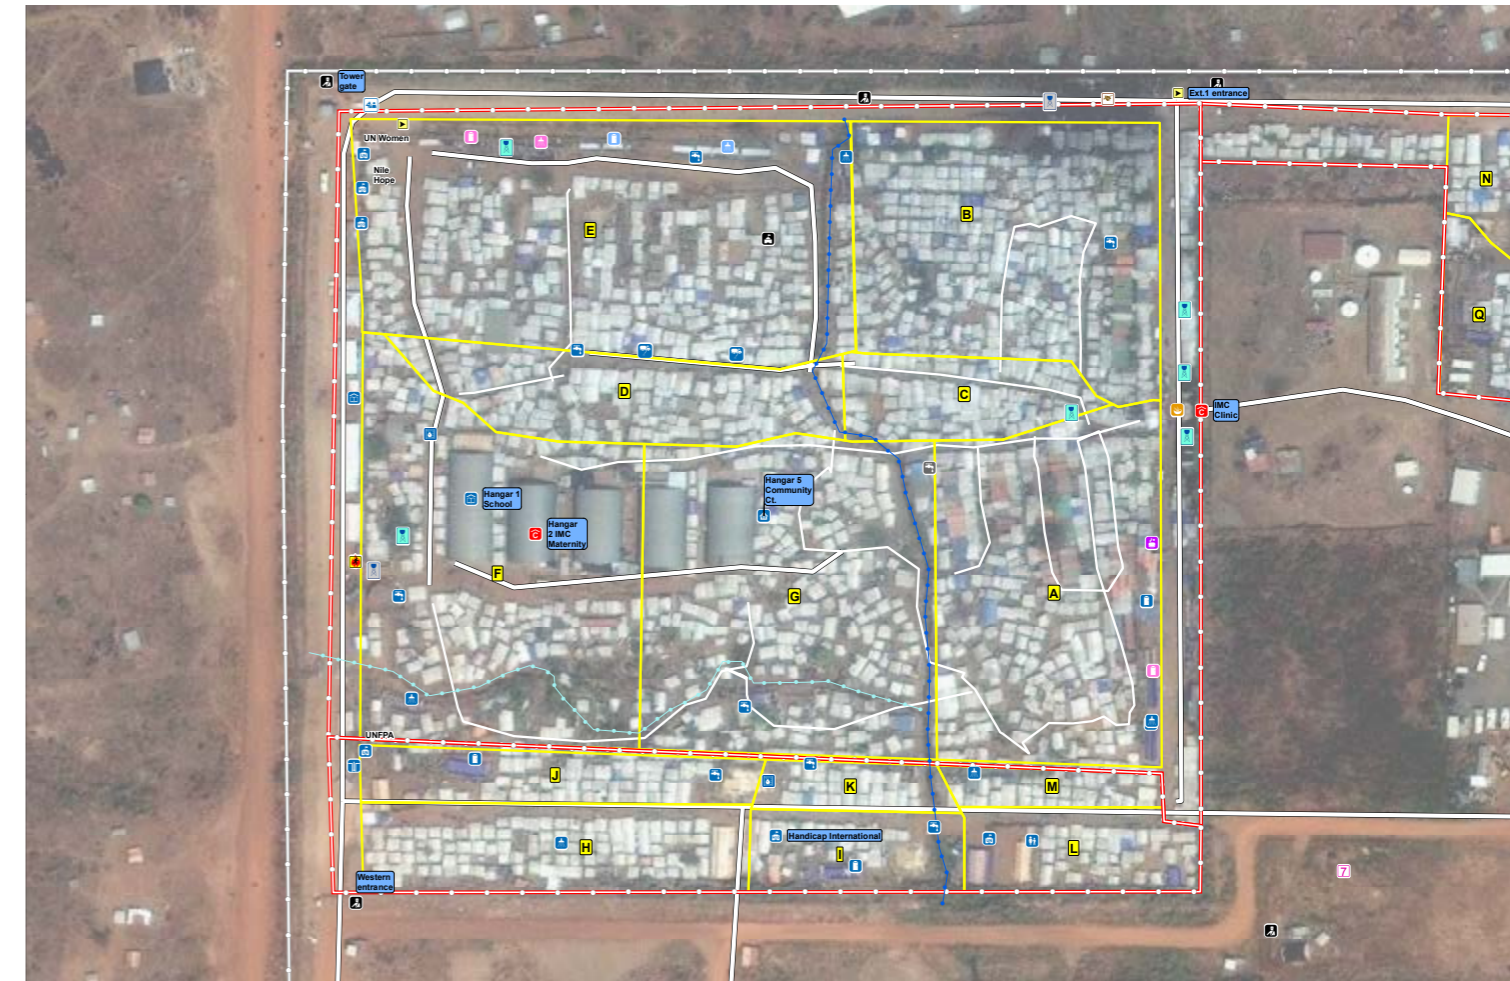 Tower
gate
Ext.1 entrance
UN Women
Nile
Hope
N
B
E
Q
D
C
IMC
Clinic
Hangar 1
School
Hangar 5
Community
Ct.
Hangar
2 IMC
Maternity
F
G
A
UNFPA
J
K
M
Handicap International
H
I
L
Western
entrance
7